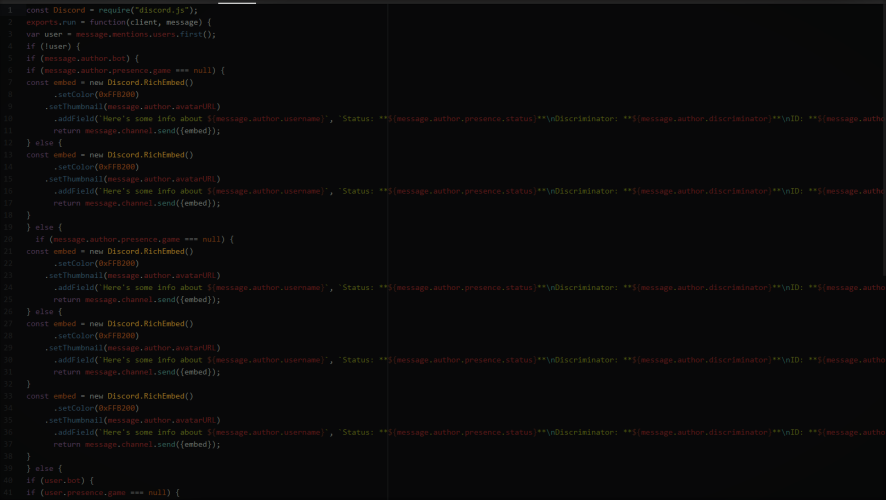 1 const Discord = require("discord.js");
2 exports.run = function(client, message) {
3 var user = message.mentions.users.first();
4 if (!user) {
5 if (message.author.bot) {
6 if (message.author.presence.game === null) {
7 const embed = new Discord.RichEmbed()
8 .setColor(0xFFB200)
9 .setThumbnail(message.author.avatarURL)
10 .addField(`Here's some info about ${message.author.username}`, `Status: **${message.author.presence.status}**\nDiscriminator: **${message.author.discriminator}**\nID: **${message.autho
11 return message.channel.send({embed});
12 } else {
13 const embed = new Discord.RichEmbed()
14 .setColor(0xFFB200)
15 .setThumbnail(message.author.avatarURL)
16 .addField(`Here's some info about ${message.author.username}`, `Status: **${message.author.presence.status}**\nDiscriminator: **${message.author.discriminator}**\nID: **${message.autho
17 return message.channel.send({embed});
18 }
19 } else {
20 if (message.author.presence.game === null) {
21 const embed = new Discord.RichEmbed()
22 .setColor(0xFFB200)
23 .setThumbnail(message.author.avatarURL)
24 .addField(`Here's some info about ${message.author.username}`, `Status: **${message.author.presence.status}**\nDiscriminator: **${message.author.discriminator}**\nID: **${message.autho
25 return message.channel.send({embed});
26 } else {
27 const embed = new Discord.RichEmbed()
28 .setColor(0xFFB200)
29 .setThumbnail(message.author.avatarURL)
30 .addField(`Here's some info about ${message.author.username}`, `Status: **${message.author.presence.status}**\nDiscriminator: **${message.author.discriminator}**\nID: **${message.autho
31 return message.channel.send({embed});
32 }
33 const embed = new Discord.RichEmbed()
34 .setColor(0xFFB200)
35 .setThumbnail(message.author.avatarURL)
36 .addField(`Here's some info about ${message.author.username}`, `Status: **${message.author.presence.status}**\nDiscriminator: **${message.author.discriminator}**\nID: **${message.autho
37 return message.channel.send({embed});
38 }
39 } else {
40 if (user.bot) {
41 if (user.presence.game === null) {